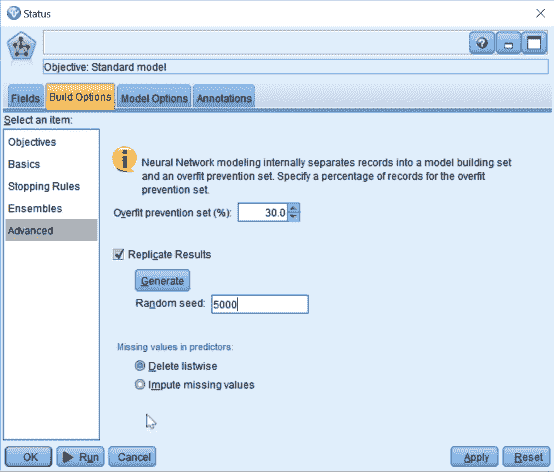 Status
Objective: Standard model
Fields Build Options Model Options Annotations
Select an item:
Objectives
Basics
Stopping Rules
Ensembles
Advanced
Neural Network modeling internally separates records into a model building set
and an overfit prevention set. Specify a percentage of records for the overfit
prevention set.
Overfit prevention set (%): 30.0
Replicate Results
Generate
Random seed: 5000
Missing values in predictors:
Delete listwise
Impute missing values
OK Run Cancel Apply Reset